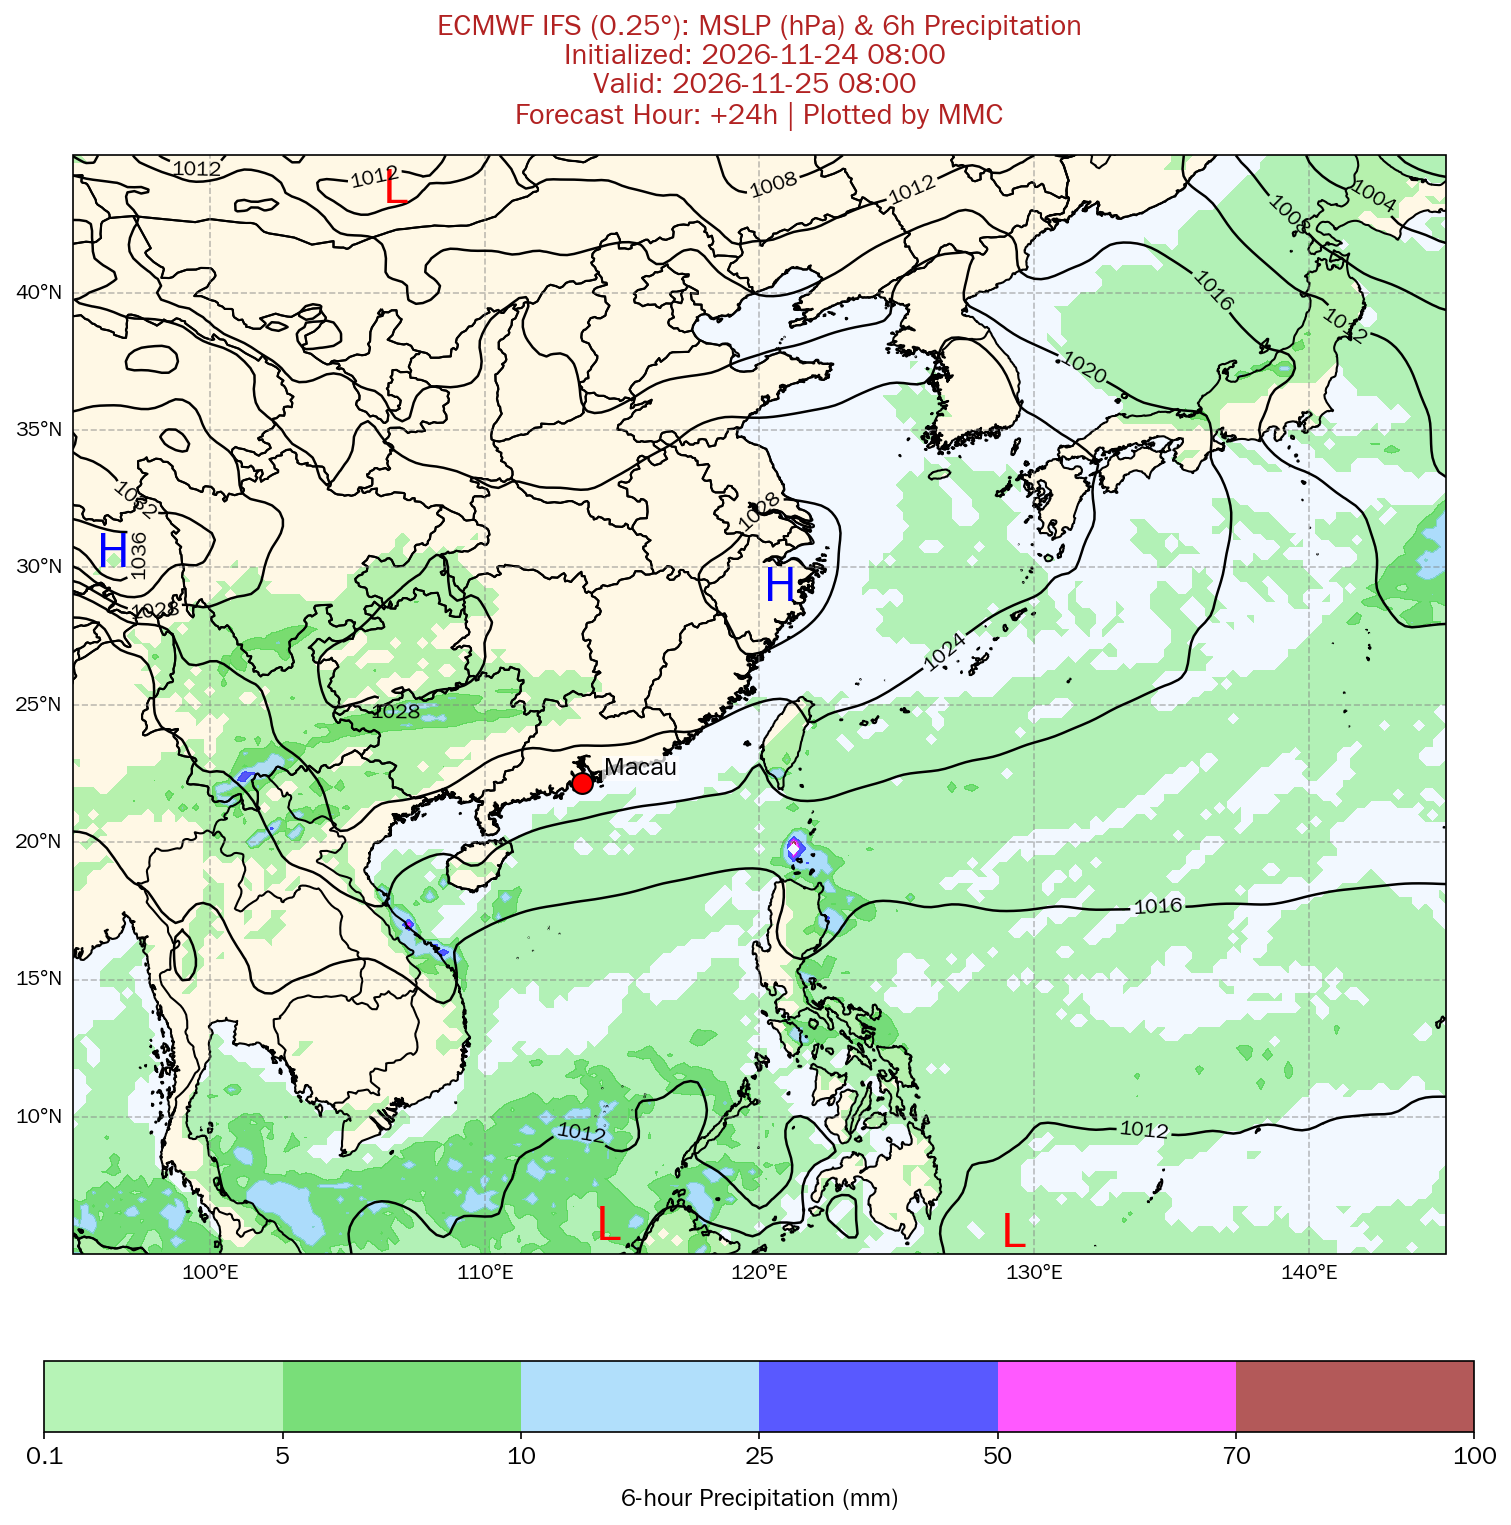 ECMWF IFS (0.25°): MSLP (hPa) & 6h Precipitation
Initialized: 2026-11-24 08:00
Valid: 2026-11-25 08:00
Forecast Hour: +24h | Plotted by MMC
1012
1012
L
1008
1012
1004
1008
40°N
1016
1012
1020
35°N
1032
1028
1036
H
30°N
H
1028
1024
25°N
1028
Macau
20°N
1016
15°N
10°N
1012
1012
L
L
100°E 110°E 120°E 130°E 140°E
0.1 5 10 25 50 70 100
6-hour Precipitation (mm)